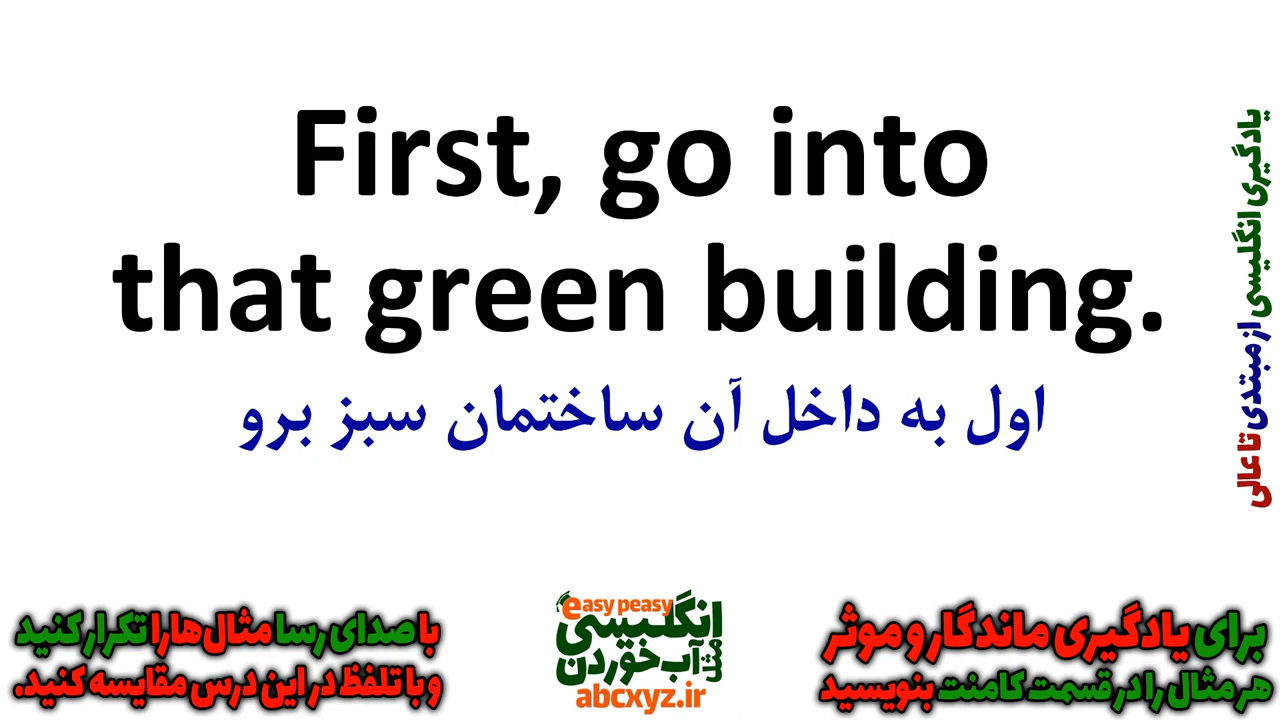 First, go into
that green building.
اول به داخل آن ساختمان سبز برو
یادگیری انگلیسی از مبتدی تا عالی
با صدای رسا مثال‌ها را تکرار کنید
و با تلفظ در این درس مقایسه کنید.
easy peasy
انگلیسی
مثل آب خوردن
abcxyz.ir
برای یادگیری ماندگار و موثر
هر مثال را در قسمت کامنت بنویسید